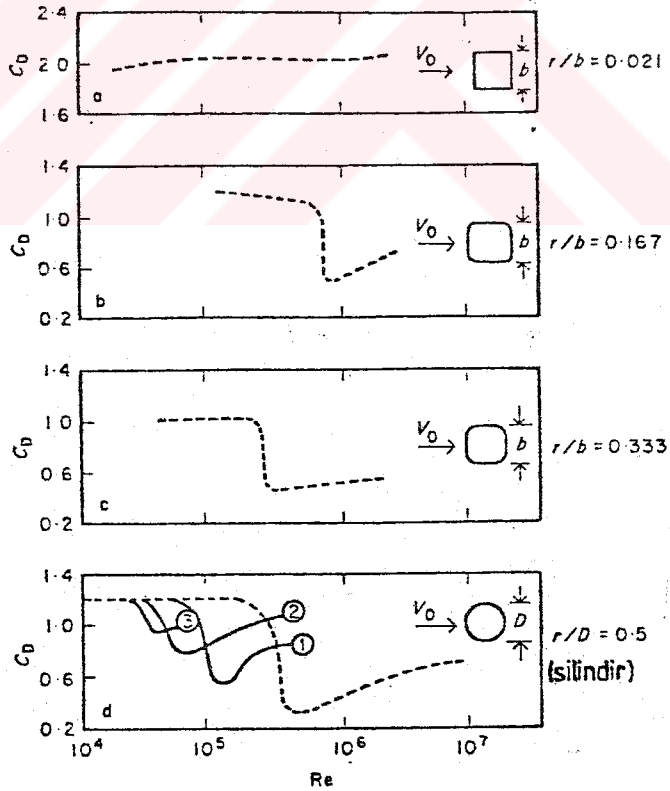 2·4
C_D
2·0
1·6
a
V_0
b
r/b = 0·021
1·4
C_D
1·0
0·6
0·2
b
V_0
b
r/b = 0·167
1·4
C_D
1·0
0·6
0·2
c
V_0
b
r/b = 0·333
1·4
C_D
1·0
0·6
0·2
d
③
②
①
V_0
D
r/D = 0·5
(silindir)
10^4
10^5
10^6
10^7
Re